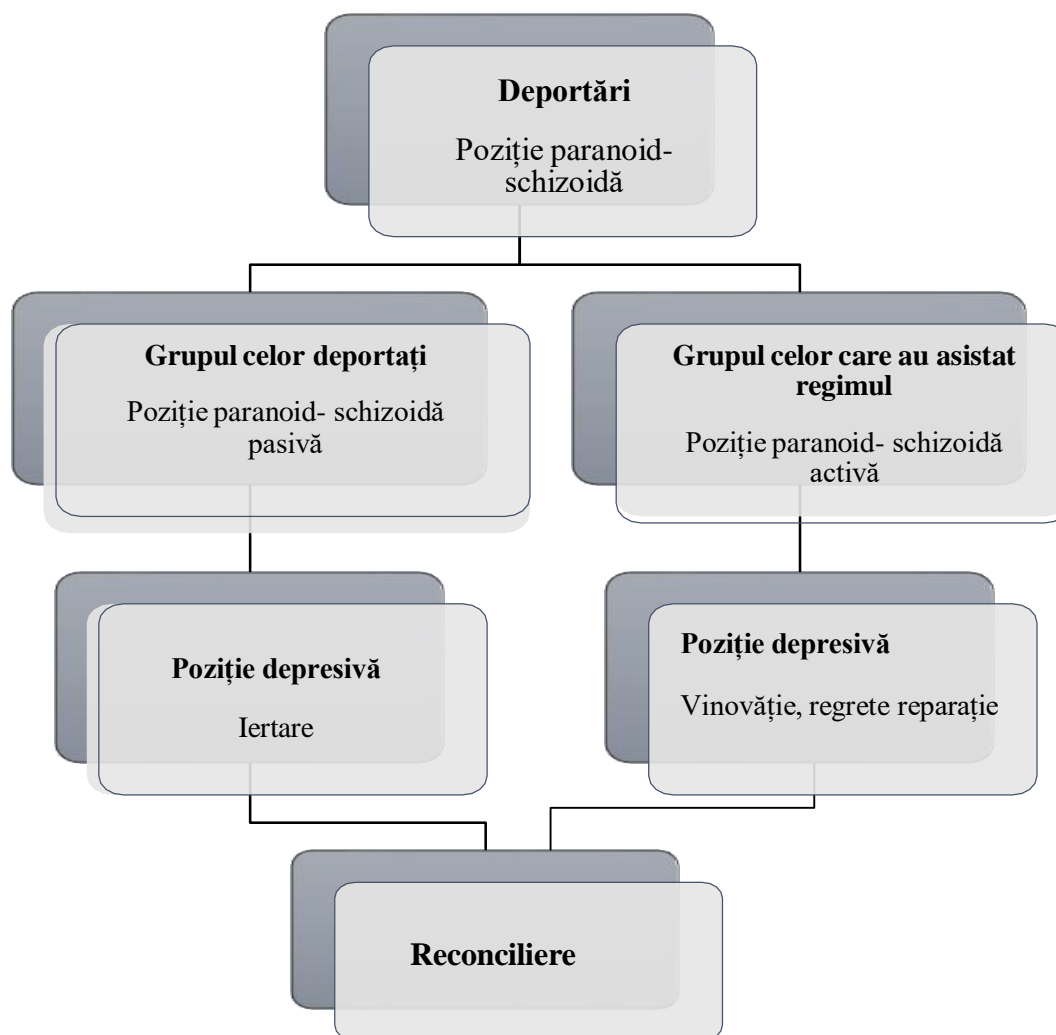 Deportări
Poziție paranoid-
schizoidă
Grupul celor deportați
Poziție paranoid- schizoidă
pasivă
Grupul celor care au asistat
regimul
Poziție paranoid- schizoidă
activă
Poziție depresivă
Iertare
Poziție depresivă
Vinovăție, regrete reparație
Reconciliere